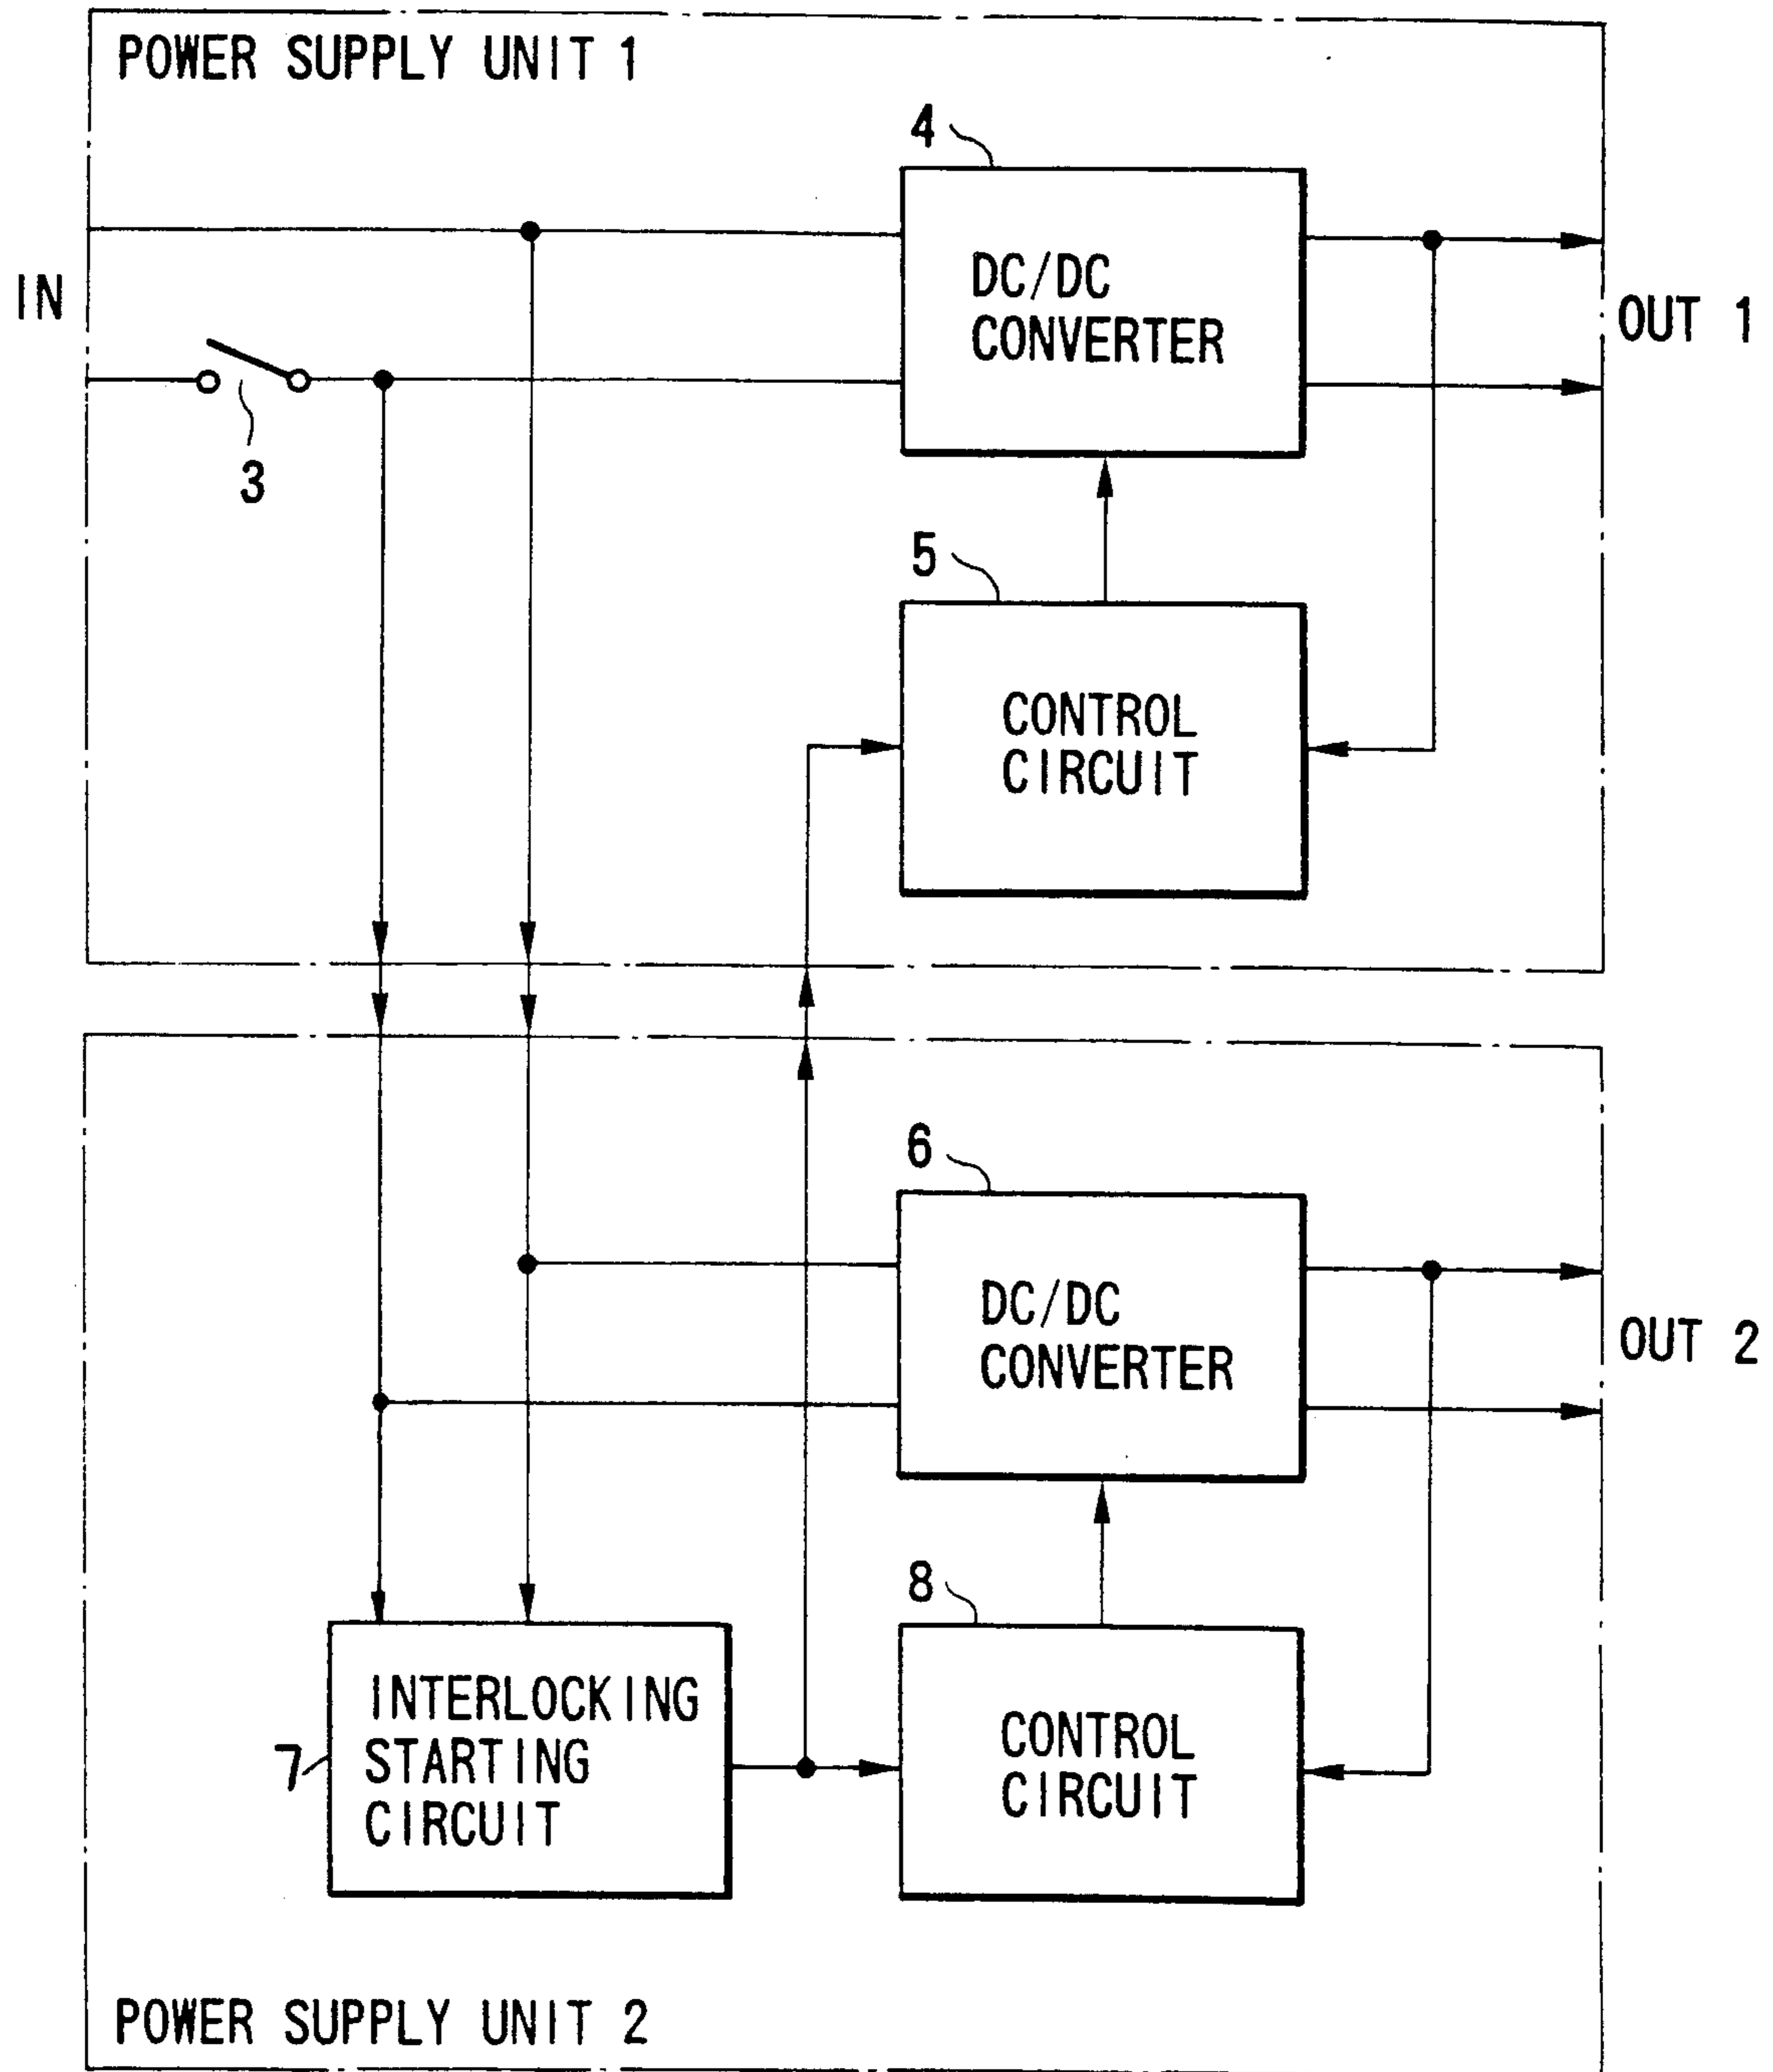 POWER SUPPLY UNIT 1
4
DC/DC
CONVERTER
IN
OUT 1
3
5
CONTROL
CIRCUIT
6
DC/DC
CONVERTER
OUT 2
8
INTERLOCKING
STARTING
CIRCUIT
7
CONTROL
CIRCUIT
POWER SUPPLY UNIT 2